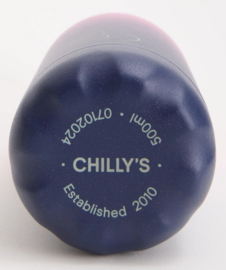 500ml • 07102024 •
• CHILLY'S •
Established 2010